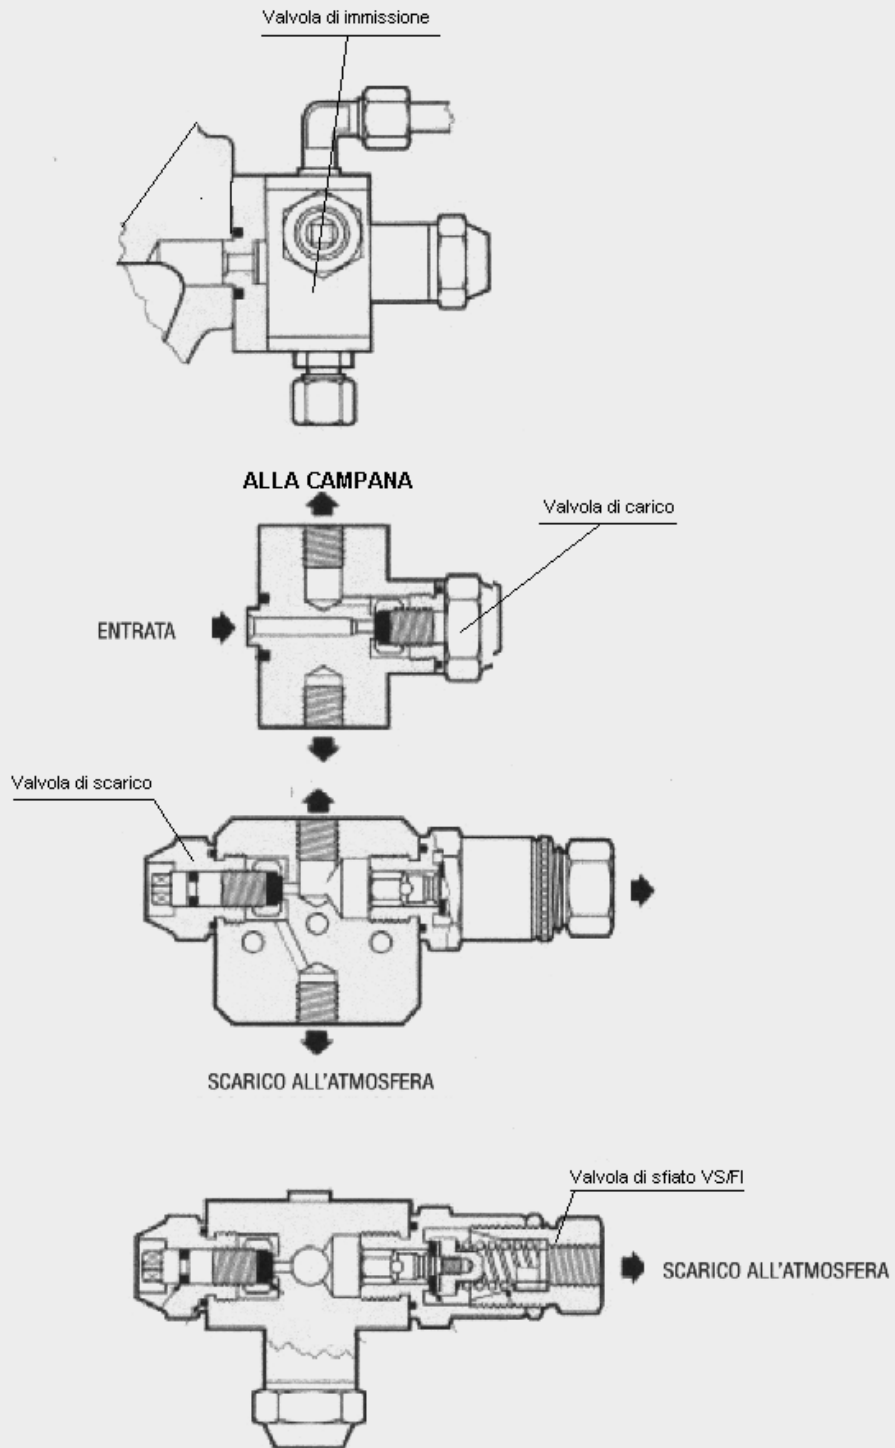 Valvola di immissione
ALLA CAMPANA
Valvola di carico
ENTRATA
Valvola di scarico
SCARICO ALL'ATMOSFERA
Valvola di sfiato VS/FI
SCARICO ALL'ATMOSFERA